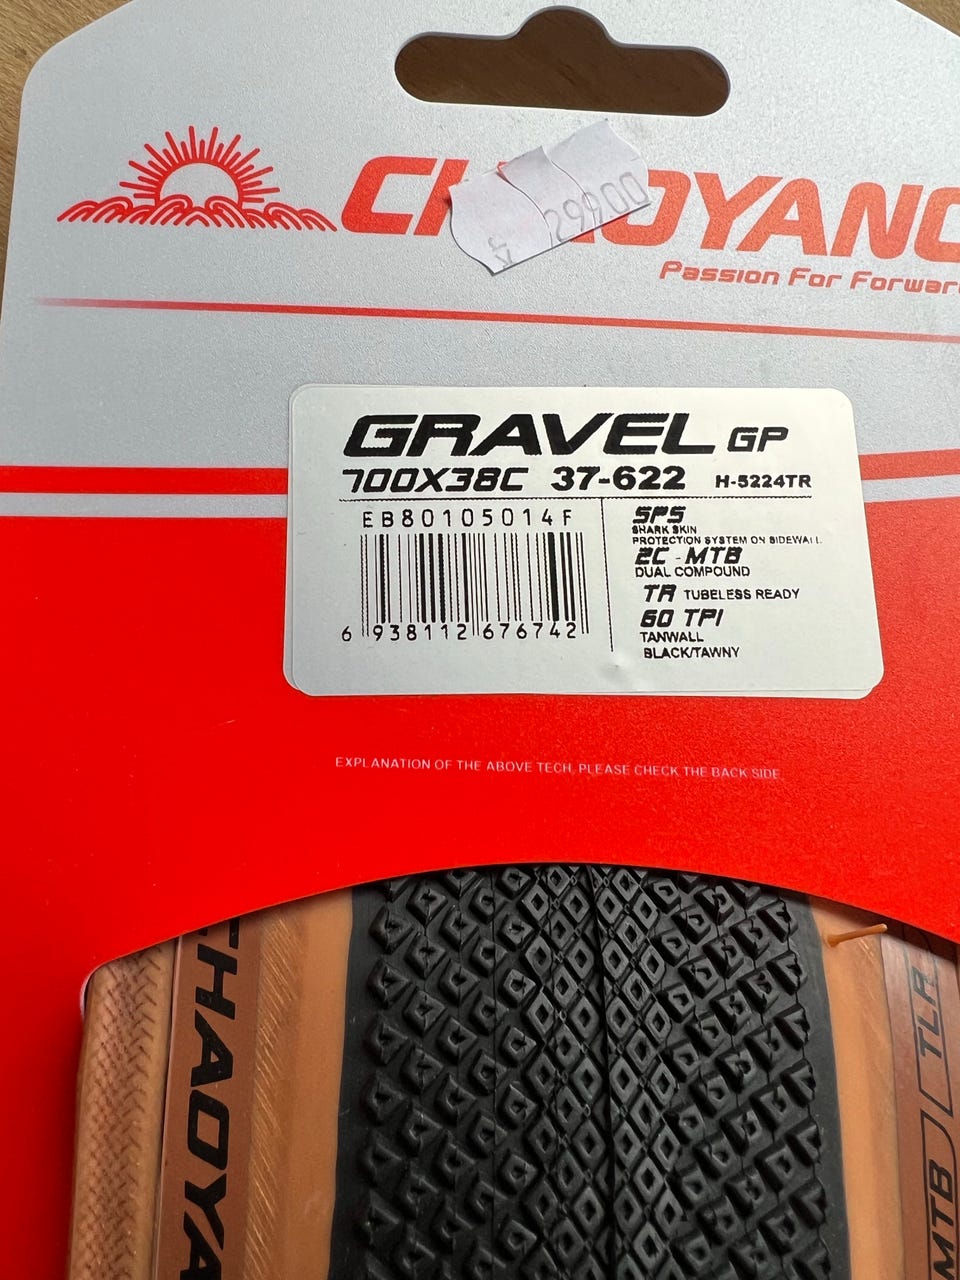 CHAOYANG
29900
Passion For Forward
GRAVEL GP
700X38C 37-622 H-5224TR
EB80105014F
6 938112 676742
SPS
SHARK SKIN
PROTECTION SYSTEM ON SIDEWALL
2C - MTB
DUAL COMPOUND
TR TUBELESS READY
60 TPI
TANWALL
BLACK/TAWNY
EXPLANATION OF THE ABOVE TECH, PLEASE CHECK THE BACK SIDE.
CHAOYA
TLR
MTB